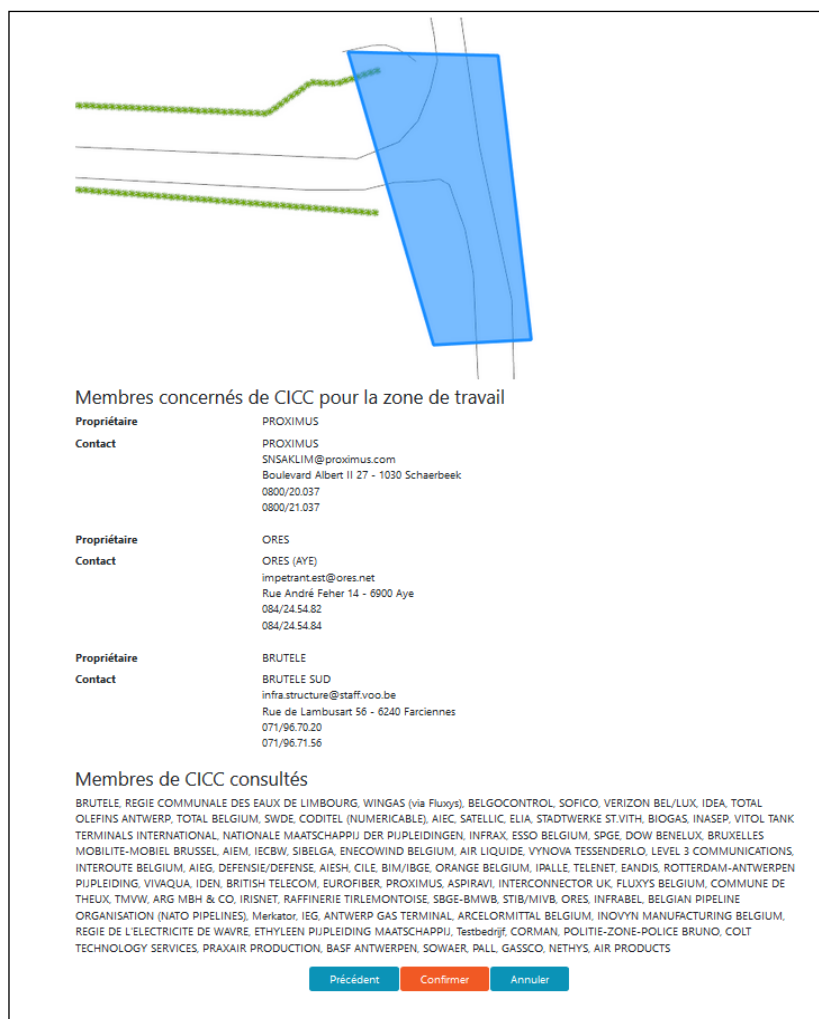 Membres concernés de CICC pour la zone de travail
Propriétaire PROXIMUS
Contact PROXIMUS
SNSAKLIM@proximus.com
Boulevard Albert II 27 - 1030 Schaerbeek
0800/20.037
0800/21.037
Propriétaire ORES
Contact ORES (AYE)
impetrant.est@ores.net
Rue André Feher 14 - 6900 Aye
084/24.54.82
084/24.54.84
Propriétaire BRUTELE
Contact BRUTELE SUD
infra.structure@staff.voo.be
Rue de Lambusart 56 - 6240 Farciennes
071/96.70.20
071/96.71.56
Membres de CICC consultés
BRUTELE, REGIE COMMUNALE DES EAUX DE LIMBOURG, WINGAS (via Fluxys), BELGOCONTROL, SOFICO, VERIZON BEL/LUX, IDEA, TOTAL
OLEFINS ANTWERP, TOTAL BELGIUM, SWDE, CODITEL (NUMERICABLE), AIEC, SATELLIC, ELIA, STADTWERKE ST.VITH, BIOGAS, INASEP, VITOL TANK
TERMINALS INTERNATIONAL, NATIONALE MAATSCHAPPIJ DER PIJPLEIDINGEN, INFRAX, ESSO BELGIUM, SPGE, DOW BENELUX, BRUXELLES
MOBILITE-MOBIEL BRUSSEL, AIEM, IECBW, SIBELGA, ENECOWIND BELGIUM, AIR LIQUIDE, VYNOVA TESSENDERLO, LEVEL 3 COMMUNICATIONS,
INTEROUTE BELGIUM, AIEG, DEFENSIE/DEFENSE, AIESH, CILE, BIM/IBGE, ORANGE BELGIUM, IPALLE, TELENET, EANDIS, ROTTERDAM-ANTWERPEN
PIJPLEIDING, VIVAQUA, IDEN, BRITISH TELECOM, EUROFIBER, PROXIMUS, ASPIRAVI, INTERCONNECTOR UK, FLUXYS BELGIUM, COMMUNE DE
THEUX, TMVW, ARG MBH & CO, IRISNET, RAFFINERIE TIRLEMONTOISE, SBGE-BMWB, STIB/MIVB, ORES, INFRABEL, BELGIAN PIPELINE
ORGANISATION (NATO PIPELINES), Merkator, IEG, ANTWERP GAS TERMINAL, ARCELORMITTAL BELGIUM, INOVYN MANUFACTURING BELGIUM,
REGIE DE L'ELECTRICITE DE WAVRE, ETHYLEEN PIJPLEIDING MAATSCHAPPIJ, Testbedrijf, CORMAN, POLITIE-ZONE-POLICE BRUNO, COLT
TECHNOLOGY SERVICES, PRAXAIR PRODUCTION, BASF ANTWERPEN, SOWAER, PALL, GASSCO, NETHYS, AIR PRODUCTS
Précédent Confirmer Annuler